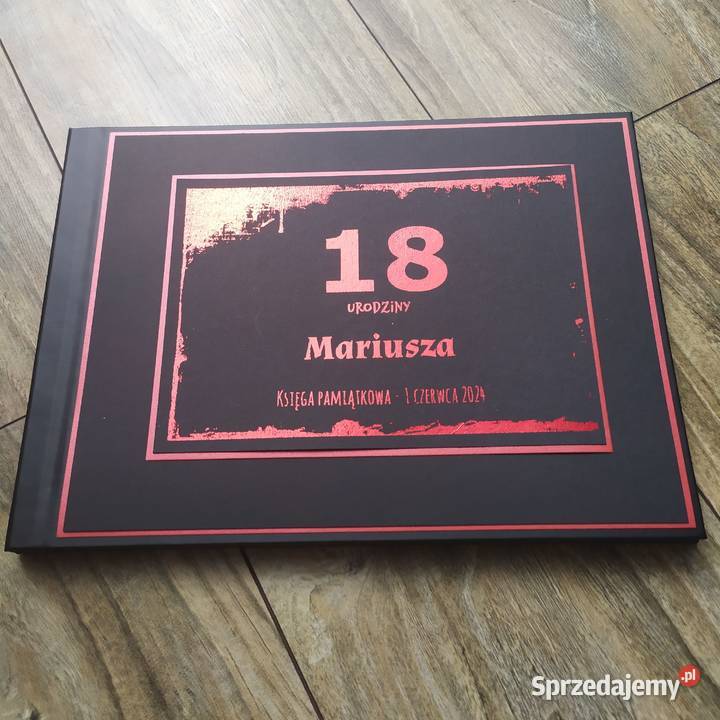 18
URODZINY
Mariusza
KSIĘGA PAMIĄTKOWA - 1 CZERWCA 2024
Sprzedajemy.pl